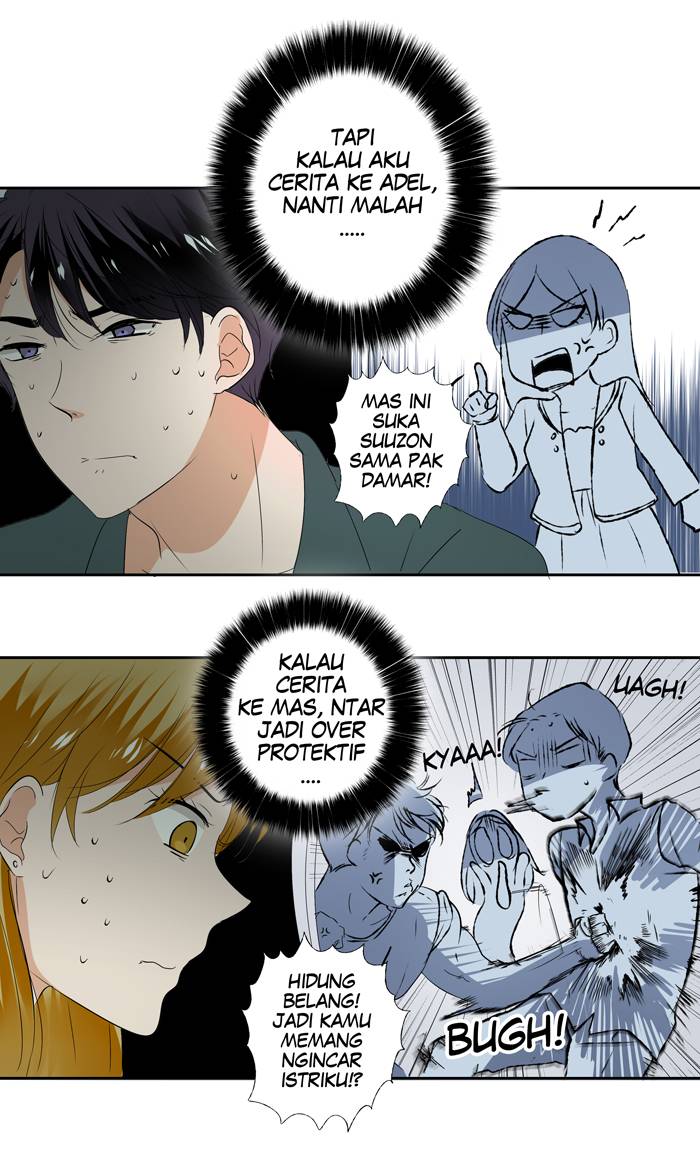 TAPI
KALAU AKU
CERITA KE ADEL,
NANTI MALAH
.....
MAS INI
SUKA
SUUZON
SAMA PAK
DAMAR!
KALAU
CERITA
KE MAS, NTAR
JADI OVER
PROTEKTIF
....
UAGH!
KYAAA!
HIDUNG
BELANG!
JADI KAMU
MEMANG
NGINCAR
ISTRIKU!?
BUGH!